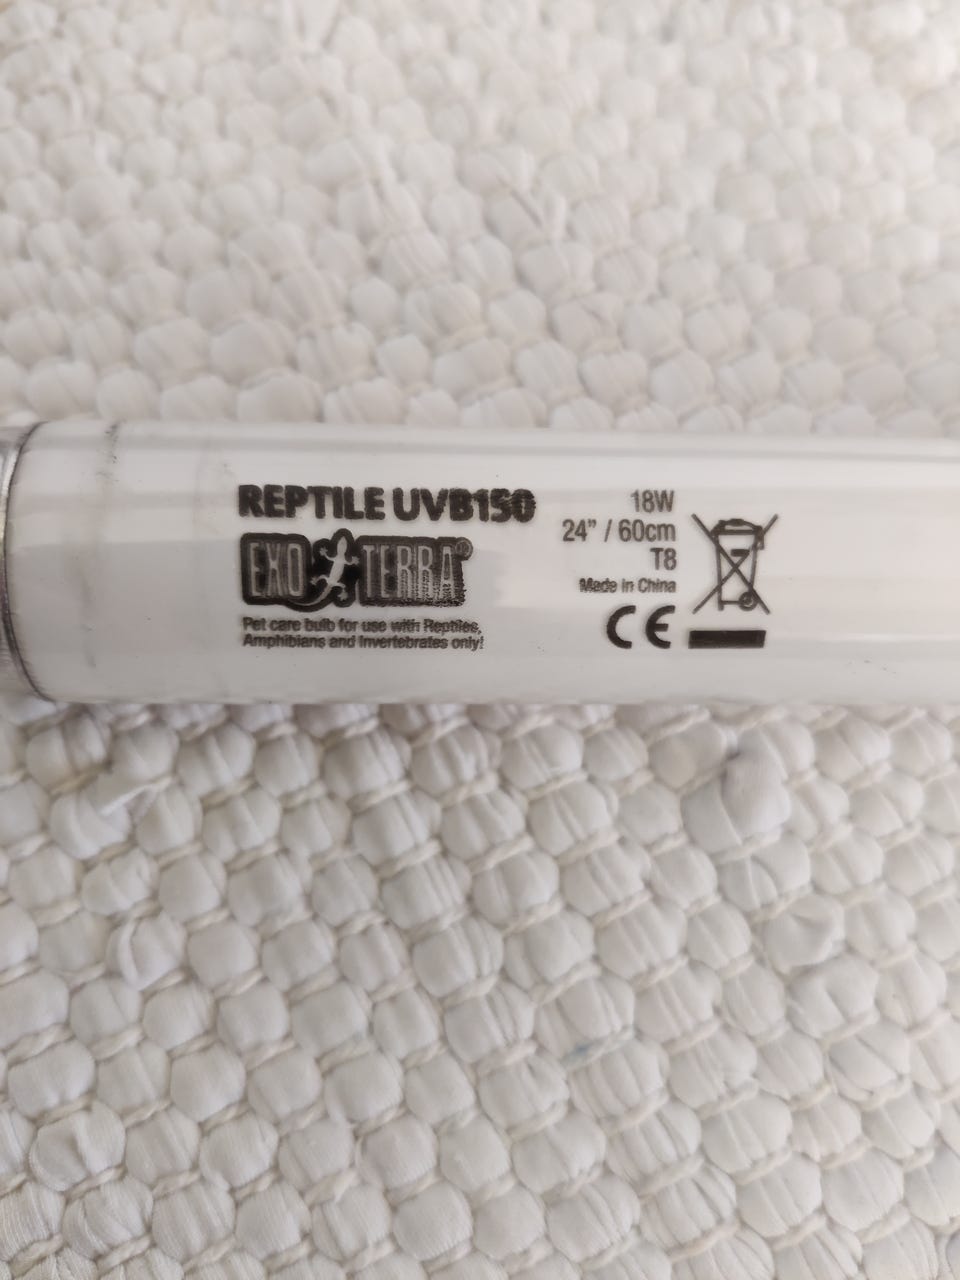 REPTILE UVB150
EXO TERRA®
Pet care bulb for use with Reptiles,
Amphibians and Invertebrates only!
18W
24” / 60cm
T8
Made in China
CE